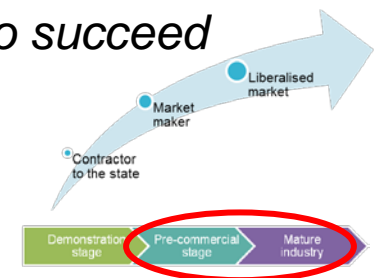 o succeed
Liberalised
market
Market
maker
Contractor
to the state
Demonstration
stage
Pre-commercial
stage
Mature
industry